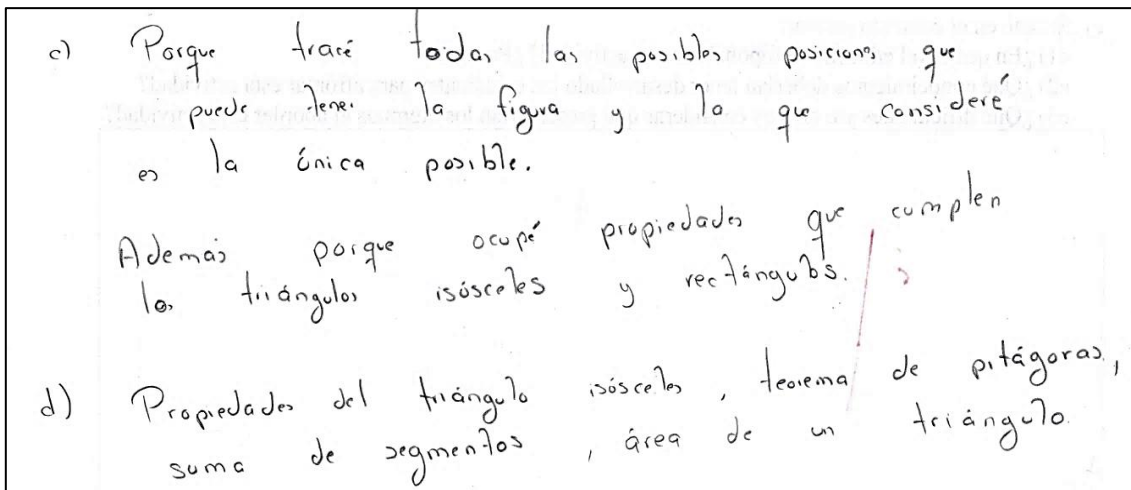 c) Porque tracé todas las posibles posiciones que
puede tener la figura y la que consideré
es la única posible.
Además porque ocupé propiedades que cumplen
los triángulos isósceles y rectángulos.
d) Propiedades del triángulo isósceles, teorema de pitágoras,
suma de segmentos, área de un triángulo.